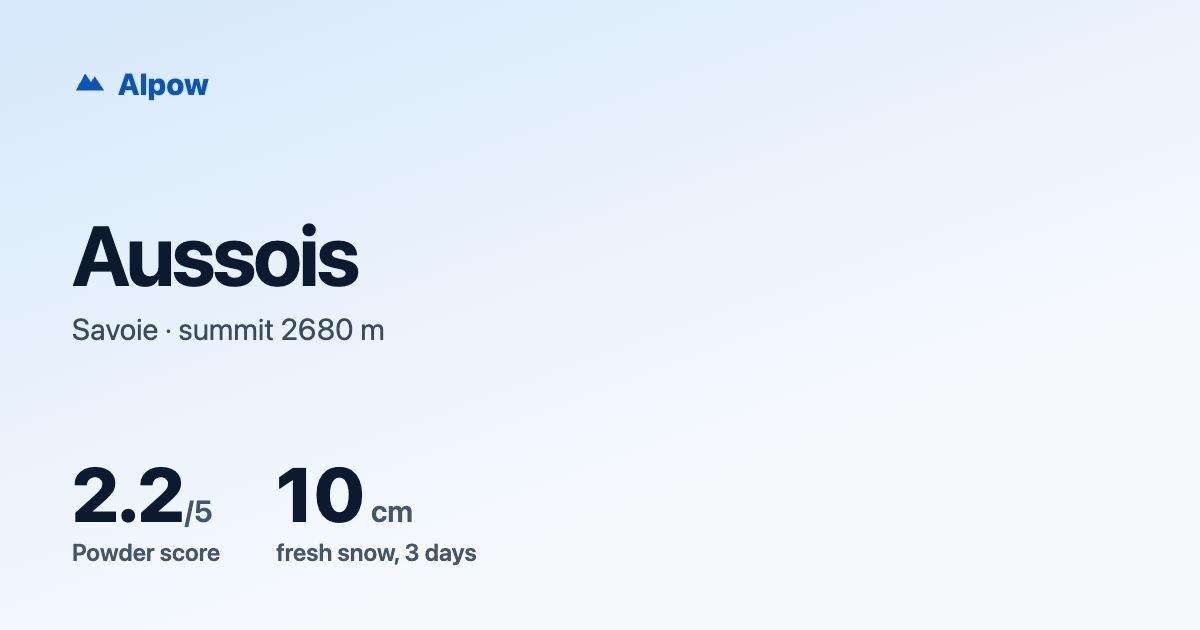 Alpow
Aussois
Savoie · summit 2680 m
2.2/5 10 cm
Powder score fresh snow, 3 days